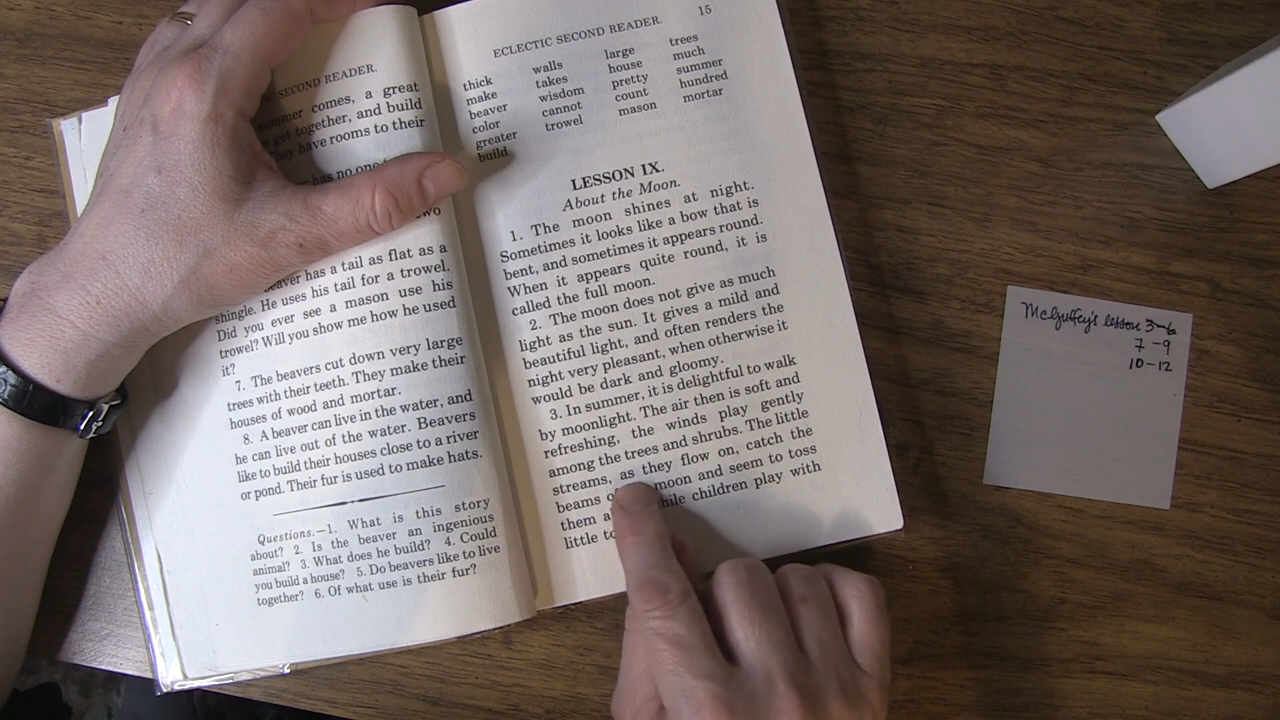 SECOND READER.
summer comes, a great
get together, and build
They have rooms to their
has no one
two
beaver has a tail as flat as a
shingle. He uses his tail for a trowel.
Did you ever see a mason use his
trowel? Will you show me how he used
it?
7. The beavers cut down very large
trees with their teeth. They make their
houses of wood and mortar.
8. A beaver can live in the water, and
he can live out of the water. Beavers
like to build their houses close to a river
or pond. Their fur is used to make hats.
Questions.—1. What is this story
about? 2. Is the beaver an ingenious
animal? 3. What does he build? 4. Could
you build a house? 5. Do beavers like to live
together? 6. Of what use is their fur?
ECLECTIC SECOND READER. 15
thick walls large trees
make takes house much
beaver wisdom pretty summer
color cannot count hundred
greater trowel mason mortar
build
LESSON IX.
About the Moon.
1. The moon shines at night.
Sometimes it looks like a bow that is
bent, and sometimes it appears round.
When it appears quite round, it is
called the full moon.
2. The moon does not give as much
light as the sun. It gives a mild and
beautiful light, and often renders the
night very pleasant, when otherwise it
would be dark and gloomy.
3. In summer, it is delightful to walk
by moonlight. The air then is soft and
refreshing, the winds play gently
among the trees and shrubs. The little
streams, as they flow on, catch the
beams moon and seem to toss
them children play with
little
McGuffey's lesson 3-6
7-9
10-12